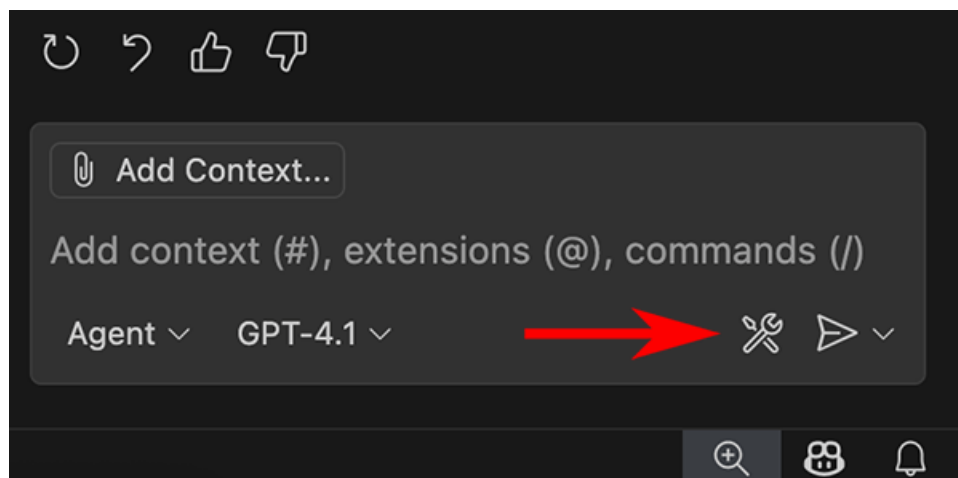 Add Context...
Add context (#), extensions (@), commands (/)
Agent GPT-4.1